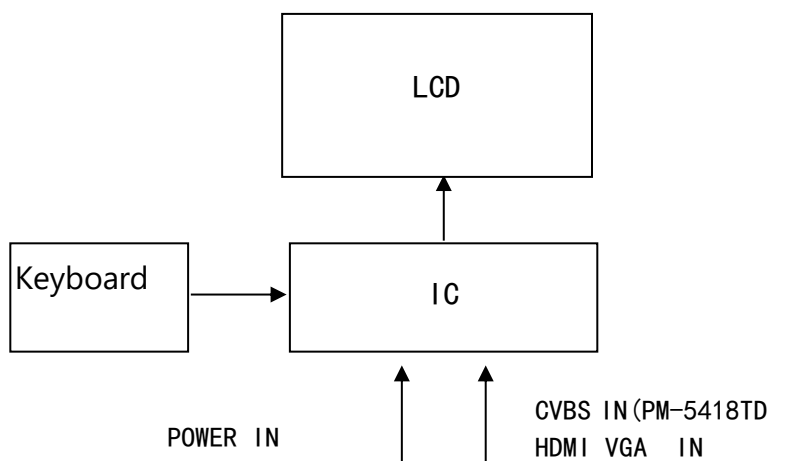 LCD
Keyboard
IC
POWER IN
CVBS IN(PM-5418TD
HDMI VGA IN